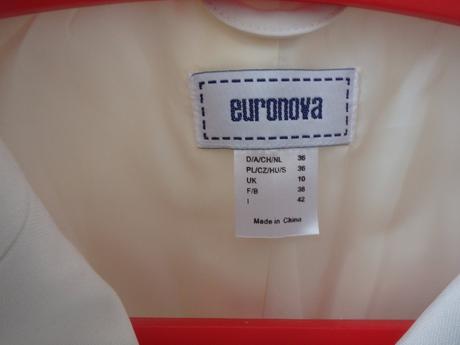 euronova
D/A/CH/NL 36
PL/CZ/HU/S 36
UK 10
F/B 38
I 42
Made in China